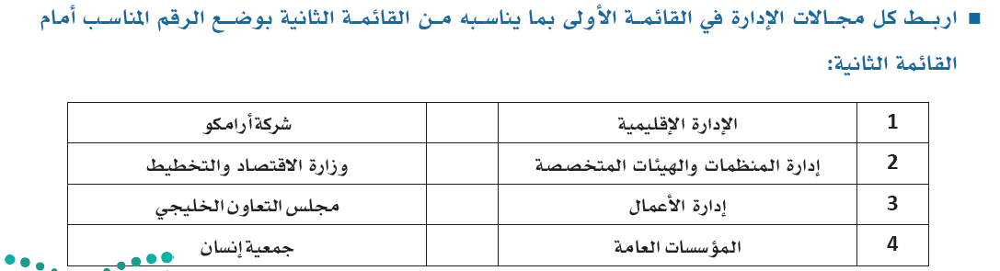 ■ اربط كل مجالات الإدارة في القائمة الأولى بما يناسبه من القائمة الثانية بوضع الرقم المناسب أمام
القائمة الثانية:
1 الإدارة الإقليمية شركة أرامكو
2 إدارة المنظمات والهيئات المتخصصة وزارة الاقتصاد والتخطيط
3 إدارة الأعمال مجلس التعاون الخليجي
4 المؤسسات العامة جمعية إنسان